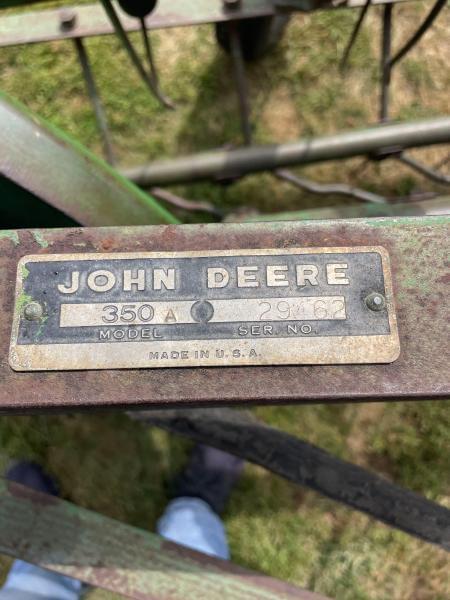 JOHN DEERE
350 A
MODEL SER. NO.
MADE IN U.S.A.